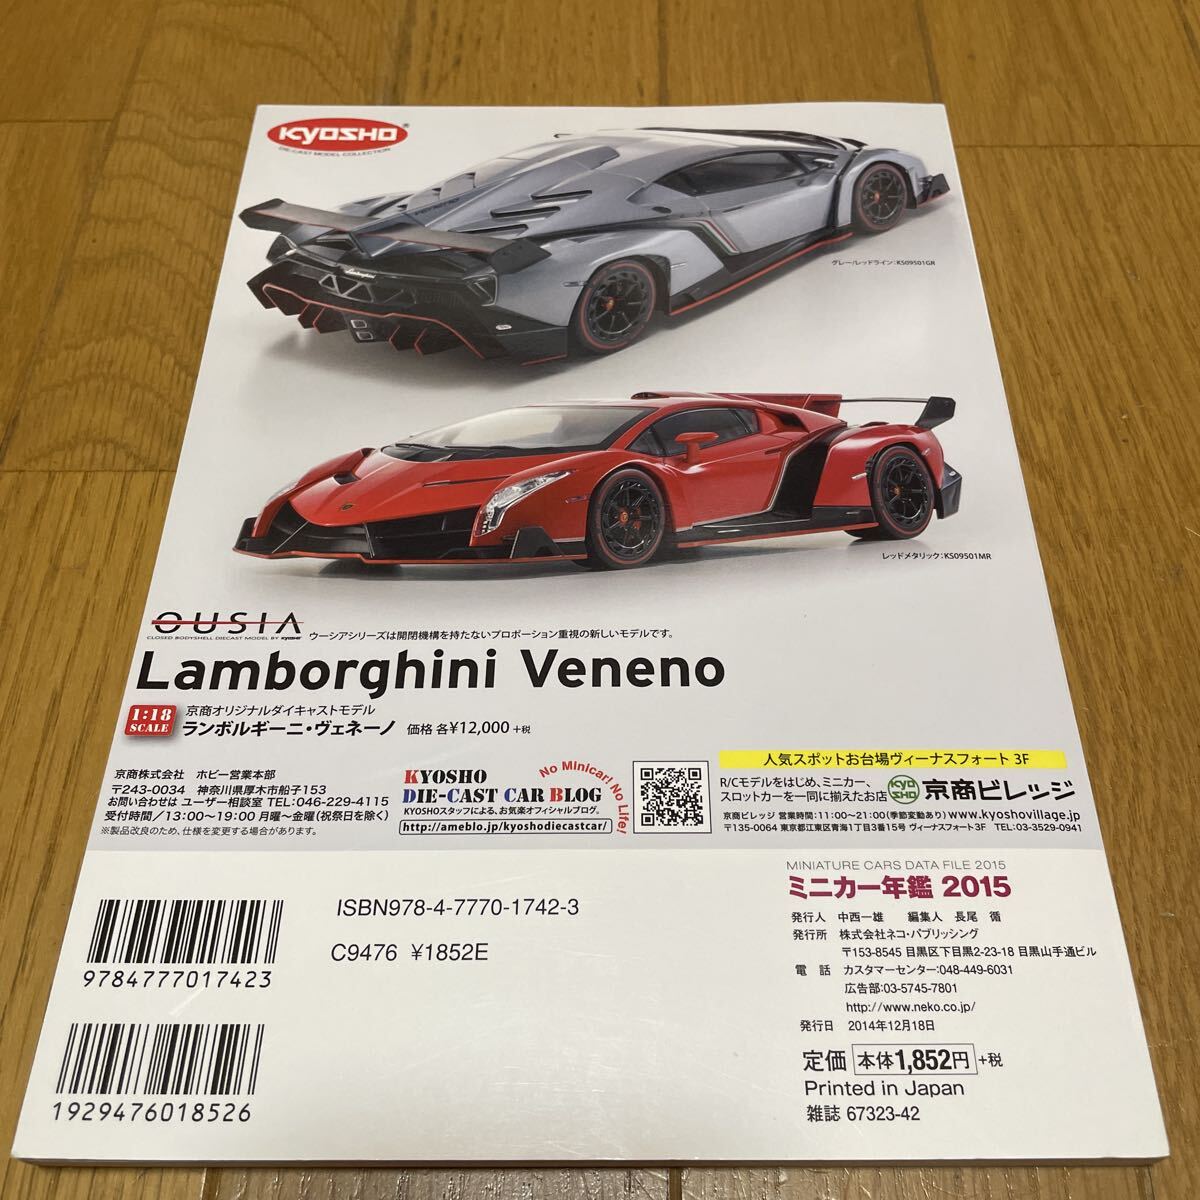 KYOSHO®
DIE-CAST MODEL COLLECTION
veneno
Lamborghini
グレー/レッドライン:KS09501GR
レッドメタリック:KS09501MR
OUSIA
CLOSED BODYSHELL DIECAST MODEL BY KYOSHO
ウーシアシリーズは開閉機構を持たないプロポーション重視の新しいモデルです。
Lamborghini Veneno
1:18 SCALE
京商オリジナルダイキャストモデル
ランボルギーニ・ヴェネーノ 価格 各¥12,000 +税
京商株式会社 ホビー営業本部
〒243-0034 神奈川県厚木市船子153
お問い合わせは ユーザー相談室 TEL:046-229-4115
受付時間/13:00~19:00 月曜~金曜(祝祭日を除く)
※製品改良のため、仕様を変更する場合があります。
KYOSHO
DIE-CAST CAR BLOG
KYOSHOスタッフによる、お気楽オフィシャルブログ。
http://ameblo.jp/kyoshodiecastcar/
No Minicar! No Life!
人気スポットお台場ヴィーナスフォート 3F
R/Cモデルをはじめ、ミニカー、
スロットカーを一同に揃えたお店
KYO SHO 京商ビレッジ
京商ビレッジ 営業時間:11:00~21:00(季節変動あり) www.kyoshovillage.jp
〒135-0064 東京都江東区青海1丁目3番15号 ヴィーナスフォート3F TEL:03-3529-0941
ISBN978-4-7770-1742-3
C9476 ¥1852E
9784777017423
1929476018526
MINIATURE CARS DATA FILE 2015
ミニカー年鑑 2015
発行人 中西一雄 編集人 長尾 循
発行所 株式会社ネコ・パブリッシング
〒153-8545 目黒区下目黒2-23-18 目黒山手通ビル
電 話 カスタマーセンター:048-449-6031
広告部:03-5745-7801
http://www.neko.co.jp/
発行日 2014年12月18日
定価 本体1,852円 +税
Printed in Japan
雑誌 67323-42